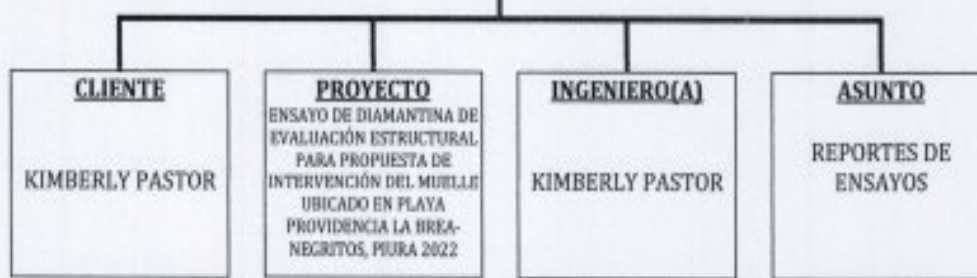 CLIENTE
KIMBERLY PASTOR
PROYECTO
ENSAYO DE DIAMANTINA DE
EVALUACIÓN ESTRUCTURAL
PARA PROPUESTA DE
INTERVENCIÓN DEL MUELLE
UBICADO EN PLAYA
PROVIDENCIA LA BREA-
NEGRITOS, PIURA 2022
INGENIERO(A)
KIMBERLY PASTOR
ASUNTO
REPORTES DE
ENSAYOS